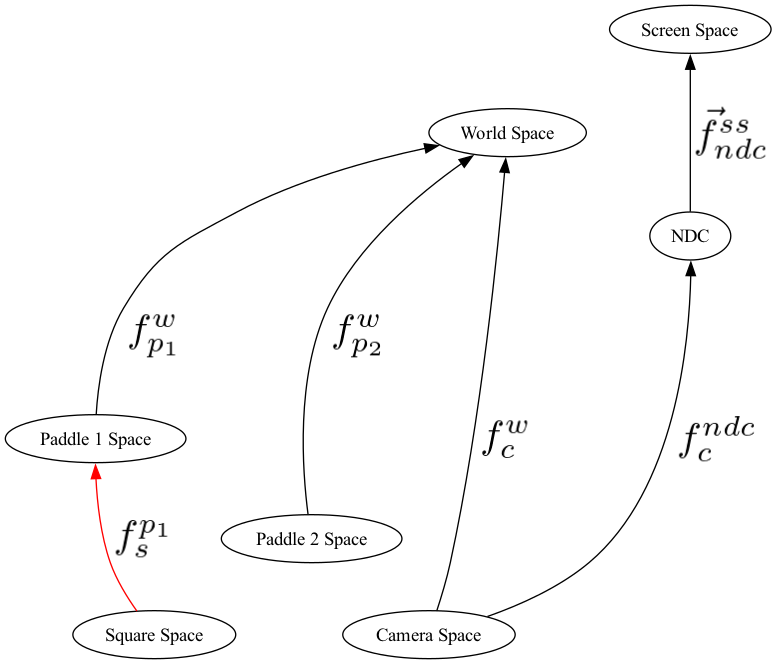 Screen Space
World Space
$\vec{f}_{ndc}^{ss}$
NDC
$f_{p_1}^{w}$
$f_{p_2}^{w}$
Paddle 1 Space
$f_{c}^{w}$
$f_{c}^{ndc}$
$f_{s}^{p_1}$
Paddle 2 Space
Square Space
Camera Space